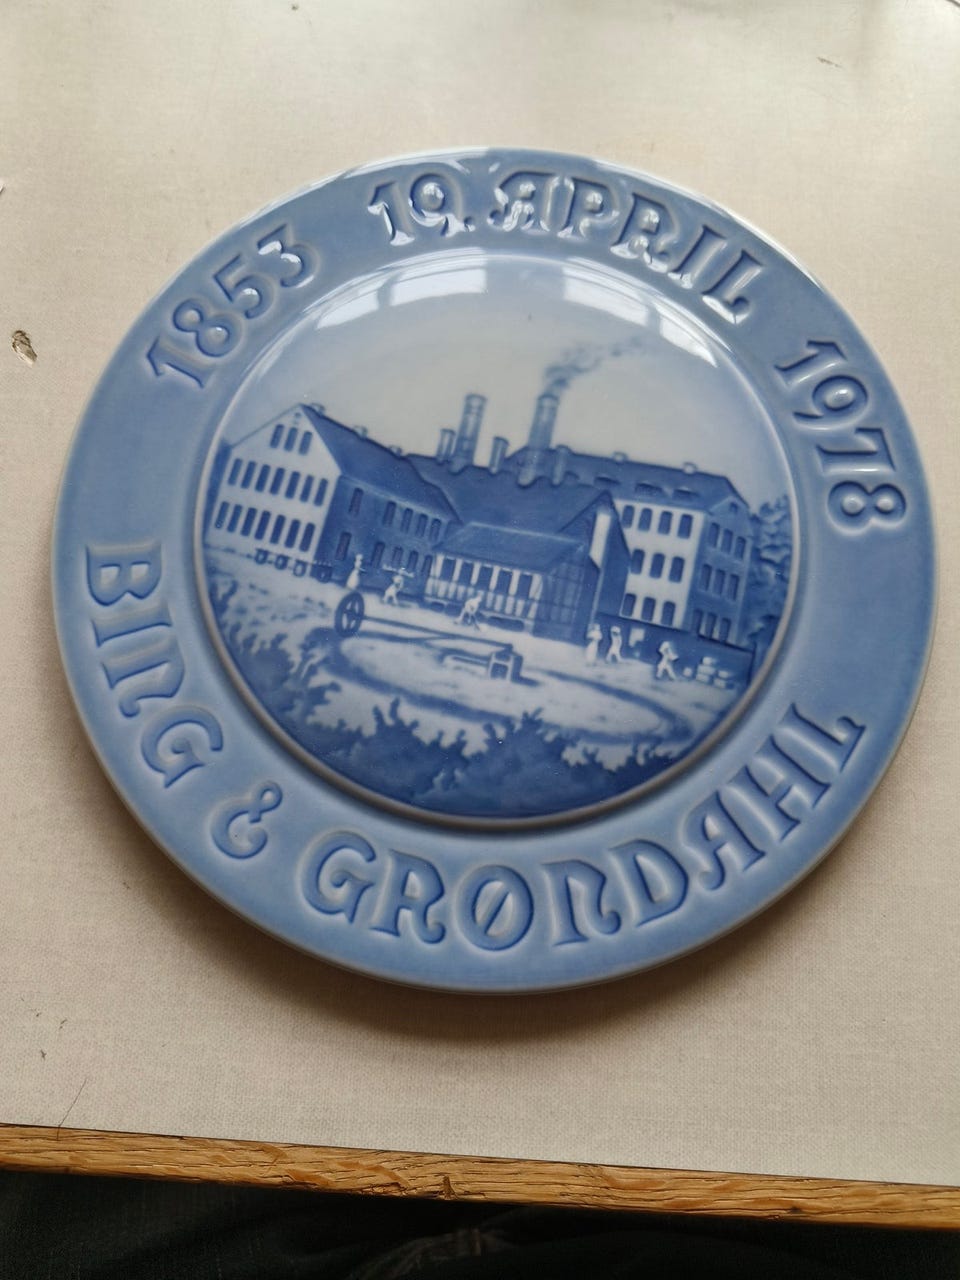 1853 19. APRIL 1978
BING & GRØNDAHL